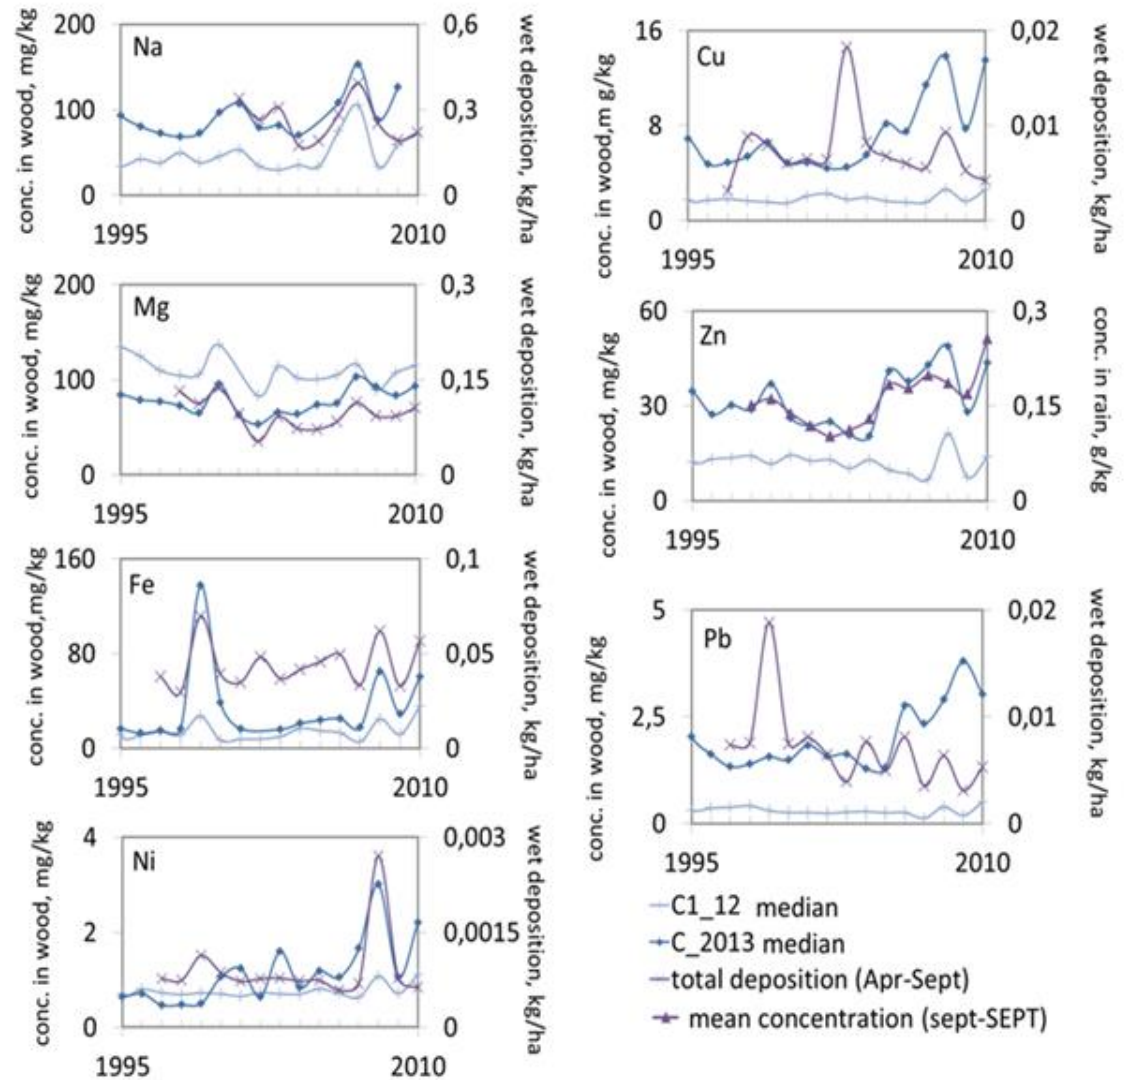 Na
conc. in wood, mg/kg
200
100
0
0,6
0,3
0
wet deposition, kg/ha
1995
2010
Mg
conc. in wood, mg/kg
200
100
0
0,3
0,15
0
wet deposition, kg/ha
1995
2010
Fe
conc. in wood,mg/kg
160
80
0
0,1
0,05
0
wet deposition, kg/ha
1995
2010
Ni
conc. in wood, mg/kg
4
2
0
0,003
0,0015
0
wet deposition, kg/ha
1995
2010
Cu
conc. in wood,m g/kg
16
8
0
0,02
0,01
0
wet deposition, kg/ha
1995
2010
Zn
conc. in wood, mg/kg
60
30
0
0,3
0,15
0
conc. in rain, g/kg
1995
2010
Pb
conc. in wood, mg/kg
5
2,5
0
0,02
0,01
0
wet deposition, kg/ha
1995
2010
C1_12 median
C_2013 median
total deposition (Apr-Sept)
mean concentration (sept-SEPT)